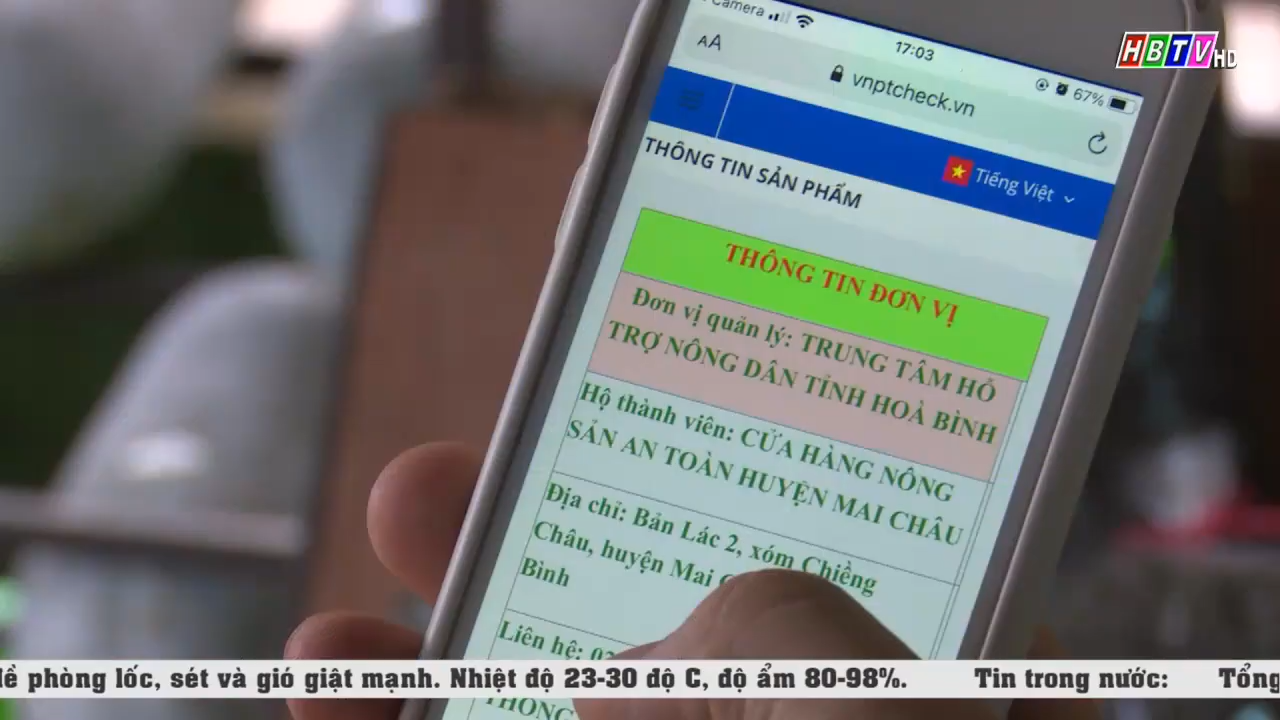 Camera
17:03
67%
HBTV HD
AA
vnptcheck.vn
Tiếng Việt
THÔNG TIN SẢN PHẨM
THÔNG TIN ĐƠN VỊ
Đơn vị quản lý: TRUNG TÂM HỖ
TRỢ NÔNG DÂN TỈNH HOÀ BÌNH
Hộ thành viên: CỬA HÀNG NÔNG
SẢN AN TOÀN HUYỆN MAI CHÂU
Địa chỉ: Bản Lác 2, xóm Chiềng
Châu, huyện Mai
Bình
Liên hệ:
THÔNG
phòng lốc, sét và gió giật mạnh. Nhiệt độ 23-30 độ C, độ ẩm 80-98%. Tin trong nước: Tổng